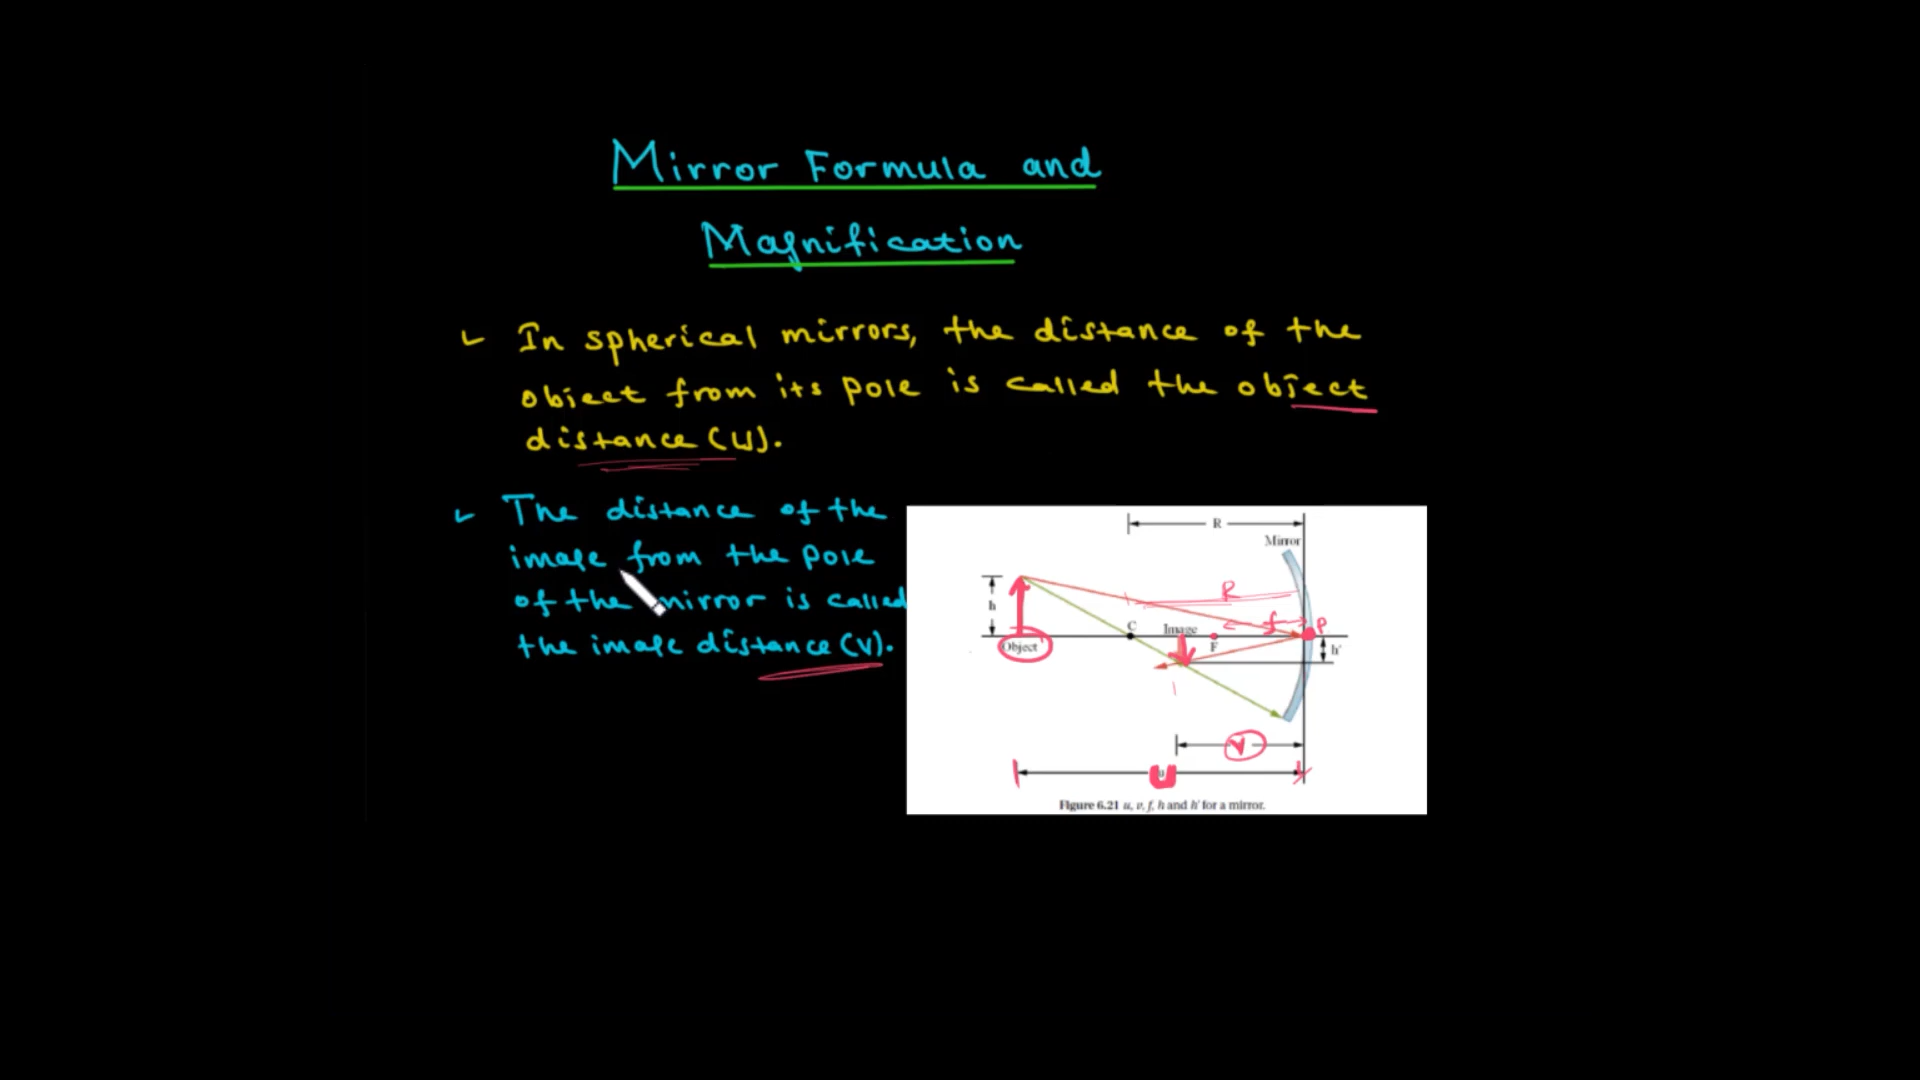 Mirror Formula and
Magnification
In spherical mirrors, the distance of the
object from its pole is called the object
distance (u).
The distance of the
image from the pole
of the mirror is called
the image distance (v).
R
Mirror
R
h
f
P
C
Image
F
Object
h'
v
u
Figure 6.21 u, v, f, h and h' for a mirror.